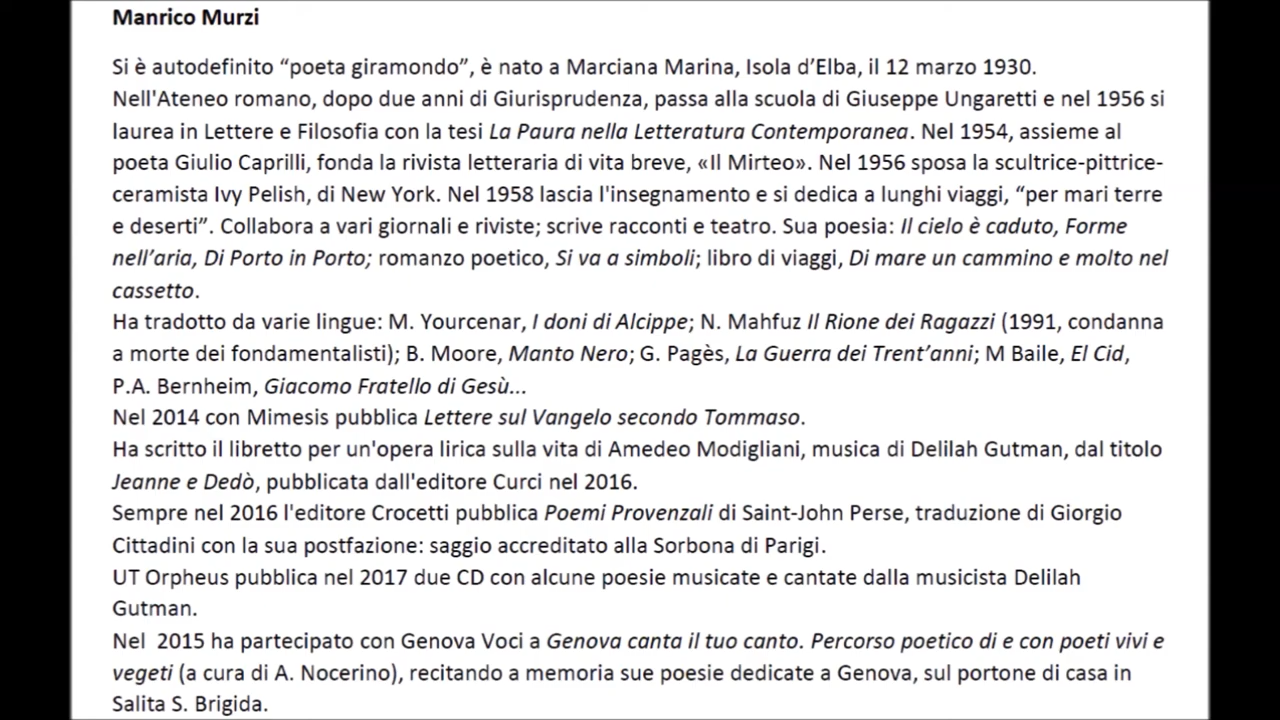 Manrico Murzi
Si è autodefinito “poeta giramondo”, è nato a Marciana Marina, Isola d’Elba, il 12 marzo 1930.
Nell'Ateneo romano, dopo due anni di Giurisprudenza, passa alla scuola di Giuseppe Ungaretti e nel 1956 si
laurea in Lettere e Filosofia con la tesi La Paura nella Letteratura Contemporanea. Nel 1954, assieme al
poeta Giulio Caprilli, fonda la rivista letteraria di vita breve, «Il Mirteo». Nel 1956 sposa la scultrice-pittrice-
ceramista Ivy Pelish, di New York. Nel 1958 lascia l'insegnamento e si dedica a lunghi viaggi, “per mari terre
e deserti”. Collabora a vari giornali e riviste; scrive racconti e teatro. Sua poesia: Il cielo è caduto, Forme
nell’aria, Di Porto in Porto; romanzo poetico, Si va a simboli; libro di viaggi, Di mare un cammino e molto nel
cassetto.
Ha tradotto da varie lingue: M. Yourcenar, I doni di Alcippe; N. Mahfuz Il Rione dei Ragazzi (1991, condanna
a morte dei fondamentalisti); B. Moore, Manto Nero; G. Pagès, La Guerra dei Trent’anni; M Baile, El Cid,
P.A. Bernheim, Giacomo Fratello di Gesù...
Nel 2014 con Mimesis pubblica Lettere sul Vangelo secondo Tommaso.
Ha scritto il libretto per un'opera lirica sulla vita di Amedeo Modigliani, musica di Delilah Gutman, dal titolo
Jeanne e Dedò, pubblicata dall'editore Curci nel 2016.
Sempre nel 2016 l'editore Crocetti pubblica Poemi Provenzali di Saint-John Perse, traduzione di Giorgio
Cittadini con la sua postfazione: saggio accreditato alla Sorbona di Parigi.
UT Orpheus pubblica nel 2017 due CD con alcune poesie musicate e cantate dalla musicista Delilah
Gutman.
Nel  2015 ha partecipato con Genova Voci a Genova canta il tuo canto. Percorso poetico di e con poeti vivi e
vegeti (a cura di A. Nocerino), recitando a memoria sue poesie dedicate a Genova, sul portone di casa in
Salita S. Brigida.